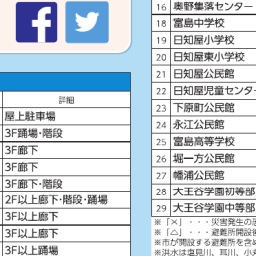 詳細
屋上駐車場
3F踊場・階段
3F廊下
3F廊下
3F廊下・階段
2F以上廊下・階段・踊場
3F以上廊下
3F以上廊下
3F以上踊場
16 奥野集落センター
18 富島中学校
19 日知屋小学校
20 日知屋東小学校
21 日知屋公民館
22 日知屋児童センタ
23 下原町公民館
24 永江公民館
25 富島高等学校
26 堀一方公民館
27 幡浦公民館
28 大王谷学園初等部
29 大王谷学園中等部
※「×」・・・災害発生の
※「△」・・・避難所開設
※市が開設する避難所を含
※洪水は塩見川、耳川、小丸